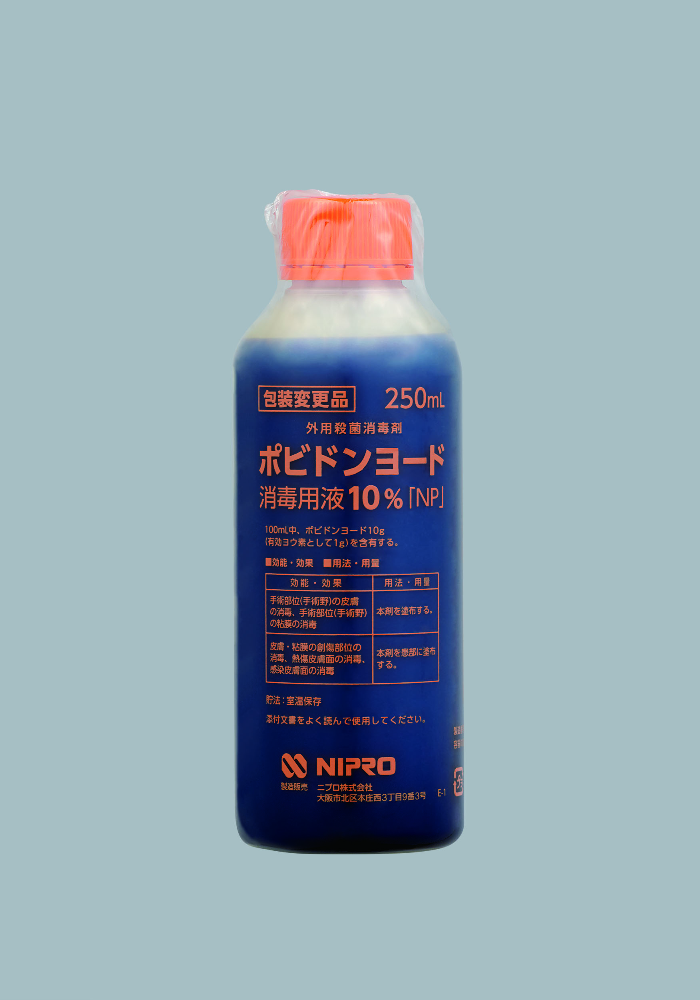 包装変更品 250mL
外用殺菌消毒剤
ポビドンヨード
消毒用液10%「NP」
100mL中、ポビドンヨード10g
(有効ヨウ素として1g)を含有する。
■効能・効果 ■用法・用量
効能・効果 用法・用量
手術部位(手術野)の皮膚
の消毒、手術部位(手術野)
の粘膜の消毒
本剤を塗布する。
皮膚・粘膜の創傷部位の
消毒、熱傷皮膚面の消毒、
感染皮膚面の消毒
本剤を患部に塗布
する。
貯法:室温保存
添付文書をよく読んで使用してください。
製造
容器
プラ
NIPRO
製造販売 ニプロ株式会社
大阪市北区本庄西3丁目9番3号 E-1